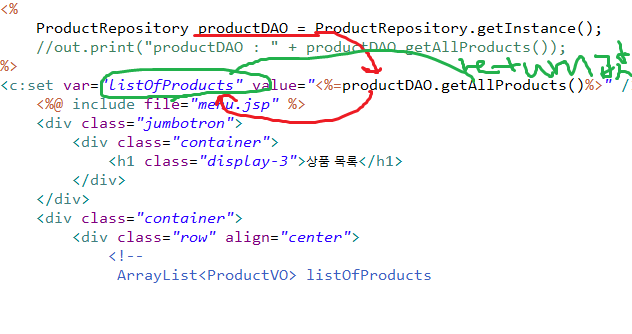 <%
ProductRepository productDAO = ProductRepository.getInstance();
//out.print("productDAO : " + productDAO.getAllProducts());
%>
<c:set var="listOfProducts" value="<%=productDAO.getAllProducts()%>" /
return값
<%@ include file="menu.jsp" %>
<div class="jumbotron">
<div class="container">
<h1 class="display-3">상품 목록</h1>
</div>
</div>
<div class="container">
<div class="row" align="center">
<!--
ArrayList<ProductVO> listOfProducts